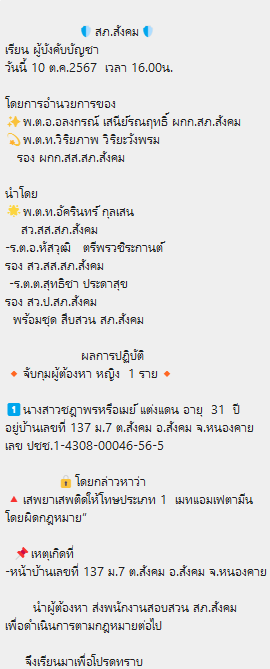 🛡️ สภ.สังคม 🛡️
เรียน ผู้บังคับบัญชา
วันนี้ 10 ต.ค.2567 เวลา 16.00น.
โดยการอำนวยการของ
✨พ.ต.อ.อลงกรณ์ เสนีย์รณฤทธิ์ ผกก.สภ.สังคม
💫พ.ต.ท.วิริยภาพ วิริยะวังพรม
รอง ผกก.สส.สภ.สังคม
นำโดย
🌟พ.ต.ท.อัครินทร์ กุลเสน
สว.สส.สภ.สังคม
-ร.ต.อ.หัสวุฒิ ตรีพรวชิระกานต์
รอง สว.สส.สภ.สังคม
-ร.ต.ต.สุทธิชา ประดาสุข
รอง สว.ป.สภ.สังคม
พร้อมชุด สืบสวน สภ.สังคม
ผลการปฏิบัติ
🔸จับกุมผู้ต้องหา หญิง 1 ราย🔸
1️⃣นางสาวชฎาพรหรือเมย์ แต่งแดน อายุ 31 ปี
อยู่บ้านเลขที่ 137 ม.7 ต.สังคม อ.สังคม จ.หนองคาย
เลข ปชช.1-4308-00046-56-5
🔒โดยกล่าวหาว่า
🔺เสพยาเสพติดให้โทษประเภท 1 เมทแอมเฟตามีน
โดยผิดกฎหมาย“
📌เหตุเกิดที่
-หน้าบ้านเลขที่ 137 ม.7 ต.สังคม อ.สังคม จ.หนองคาย
นำผู้ต้องหา ส่งพนักงานสอบสวน สภ.สังคม
เพื่อดำเนินการตามกฎหมายต่อไป
จึงเรียนมาเพื่อโปรดทราบ